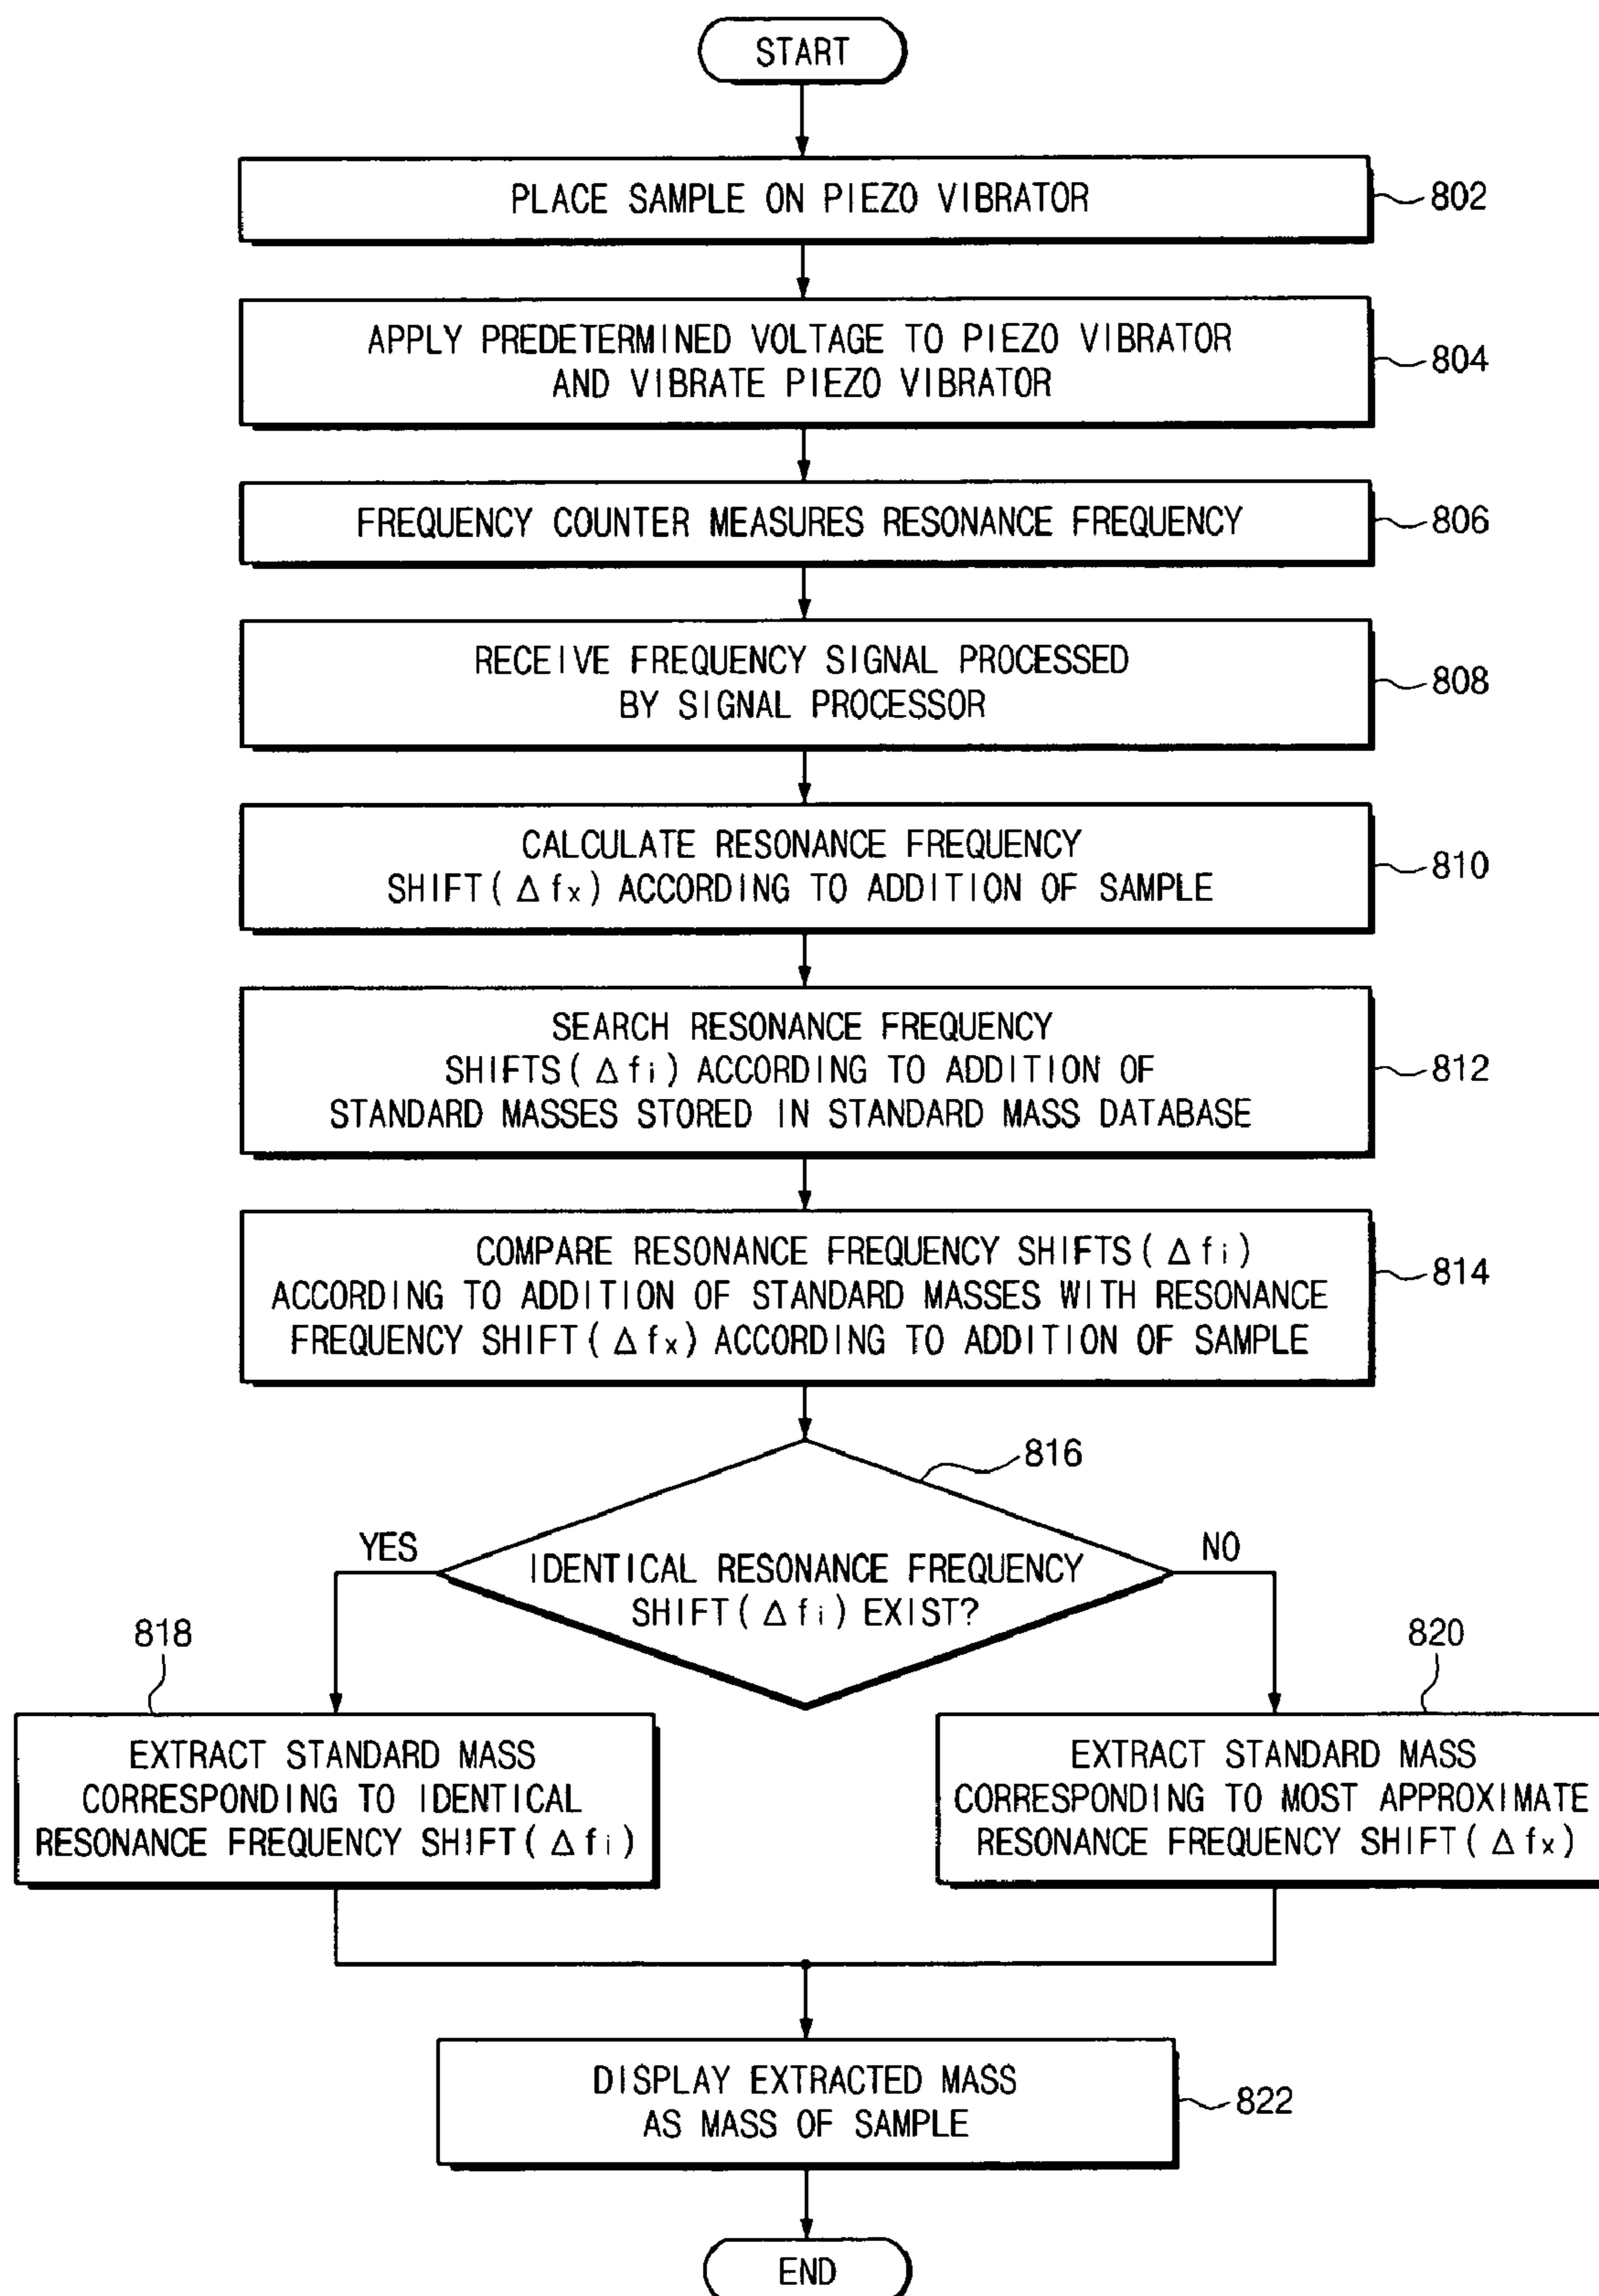 START
PLACE SAMPLE ON PIEZO VIBRATOR
802
APPLY PREDETERMINED VOLTAGE TO PIEZO VIBRATOR
AND VIBRATE PIEZO VIBRATOR
804
FREQUENCY COUNTER MEASURES RESONANCE FREQUENCY
806
RECEIVE FREQUENCY SIGNAL PROCESSED
BY SIGNAL PROCESSOR
808
CALCULATE RESONANCE FREQUENCY
SHIFT(Δfx) ACCORDING TO ADDITION OF SAMPLE
810
SEARCH RESONANCE FREQUENCY
SHIFTS(Δfi) ACCORDING TO ADDITION OF
STANDARD MASSES STORED IN STANDARD MASS DATABASE
812
COMPARE RESONANCE FREQUENCY SHIFTS(Δfi)
ACCORDING TO ADDITION OF STANDARD MASSES WITH RESONANCE
FREQUENCY SHIFT(Δfx) ACCORDING TO ADDITION OF SAMPLE
814
816
YES
NO
IDENTICAL RESONANCE FREQUENCY
SHIFT(Δfi) EXIST?
818
EXTRACT STANDARD MASS
CORRESPONDING TO IDENTICAL
RESONANCE FREQUENCY SHIFT(Δfi)
820
EXTRACT STANDARD MASS
CORRESPONDING TO MOST APPROXIMATE
RESONANCE FREQUENCY SHIFT(Δfx)
DISPLAY EXTRACTED MASS
AS MASS OF SAMPLE
822
END